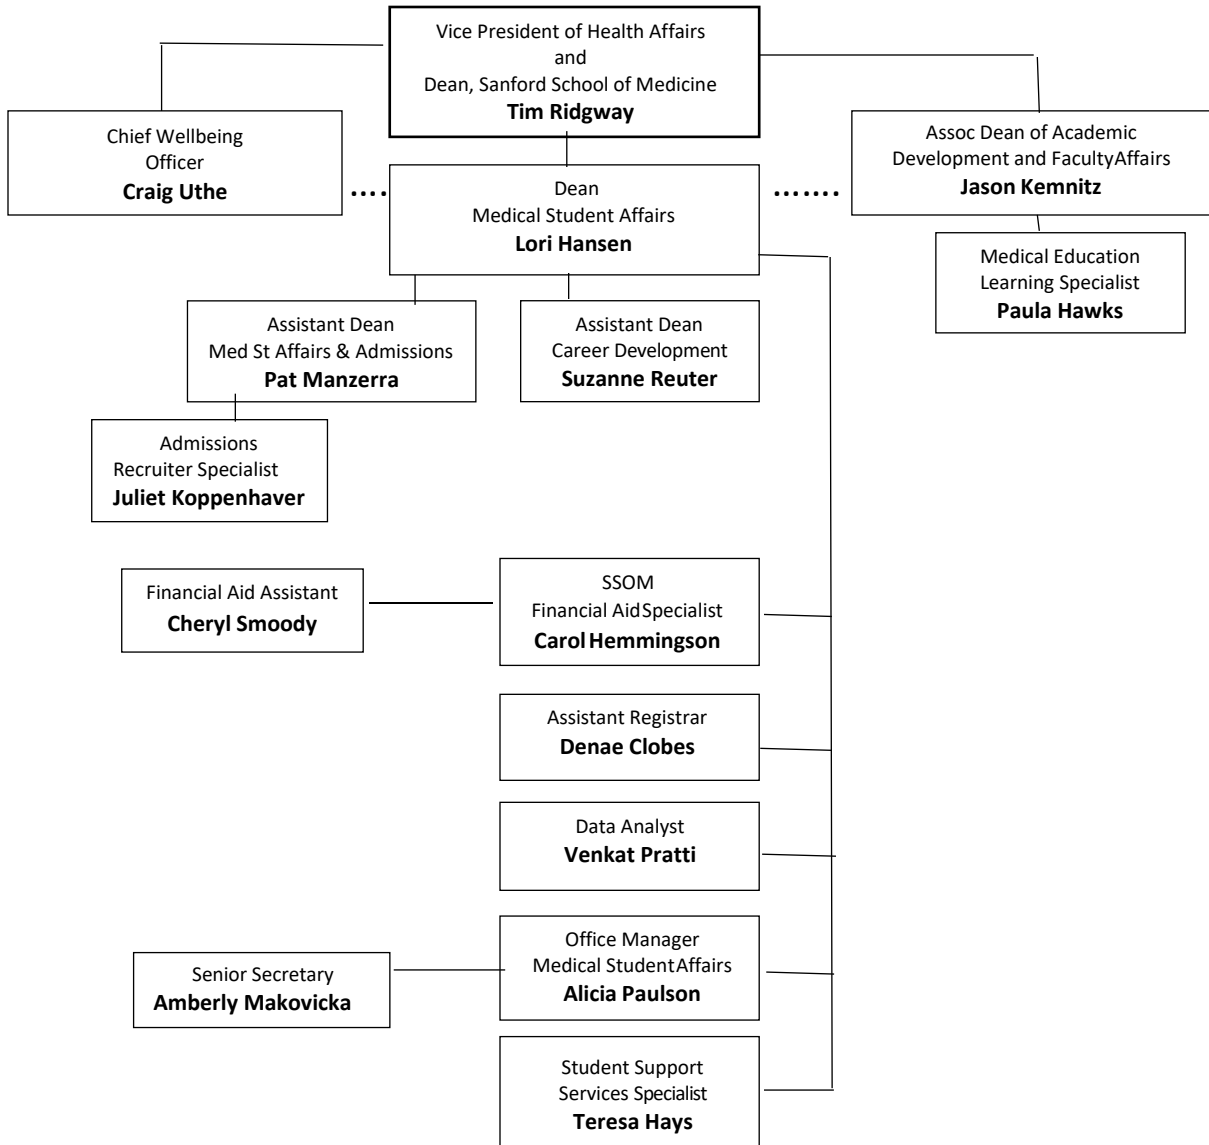 Vice President of Health Affairs
and
Dean, Sanford School of Medicine
Tim Ridgway
Chief Wellbeing
Officer
Craig Uthe
....
Dean
Medical Student Affairs
Lori Hansen
.......
Assoc Dean of Academic
Development and FacultyAffairs
Jason Kemnitz
Medical Education
Learning Specialist
Paula Hawks
Assistant Dean
Med St Affairs & Admissions
Pat Manzerra
Assistant Dean
Career Development
Suzanne Reuter
Admissions
Recruiter Specialist
Juliet Koppenhaver
Financial Aid Assistant
Cheryl Smoody
SSOM
Financial AidSpecialist
Carol Hemmingson
Assistant Registrar
Denae Clobes
Data Analyst
Venkat Pratti
Senior Secretary
Amberly Makovicka
Office Manager
Medical StudentAffairs
Alicia Paulson
Student Support
Services Specialist
Teresa Hays